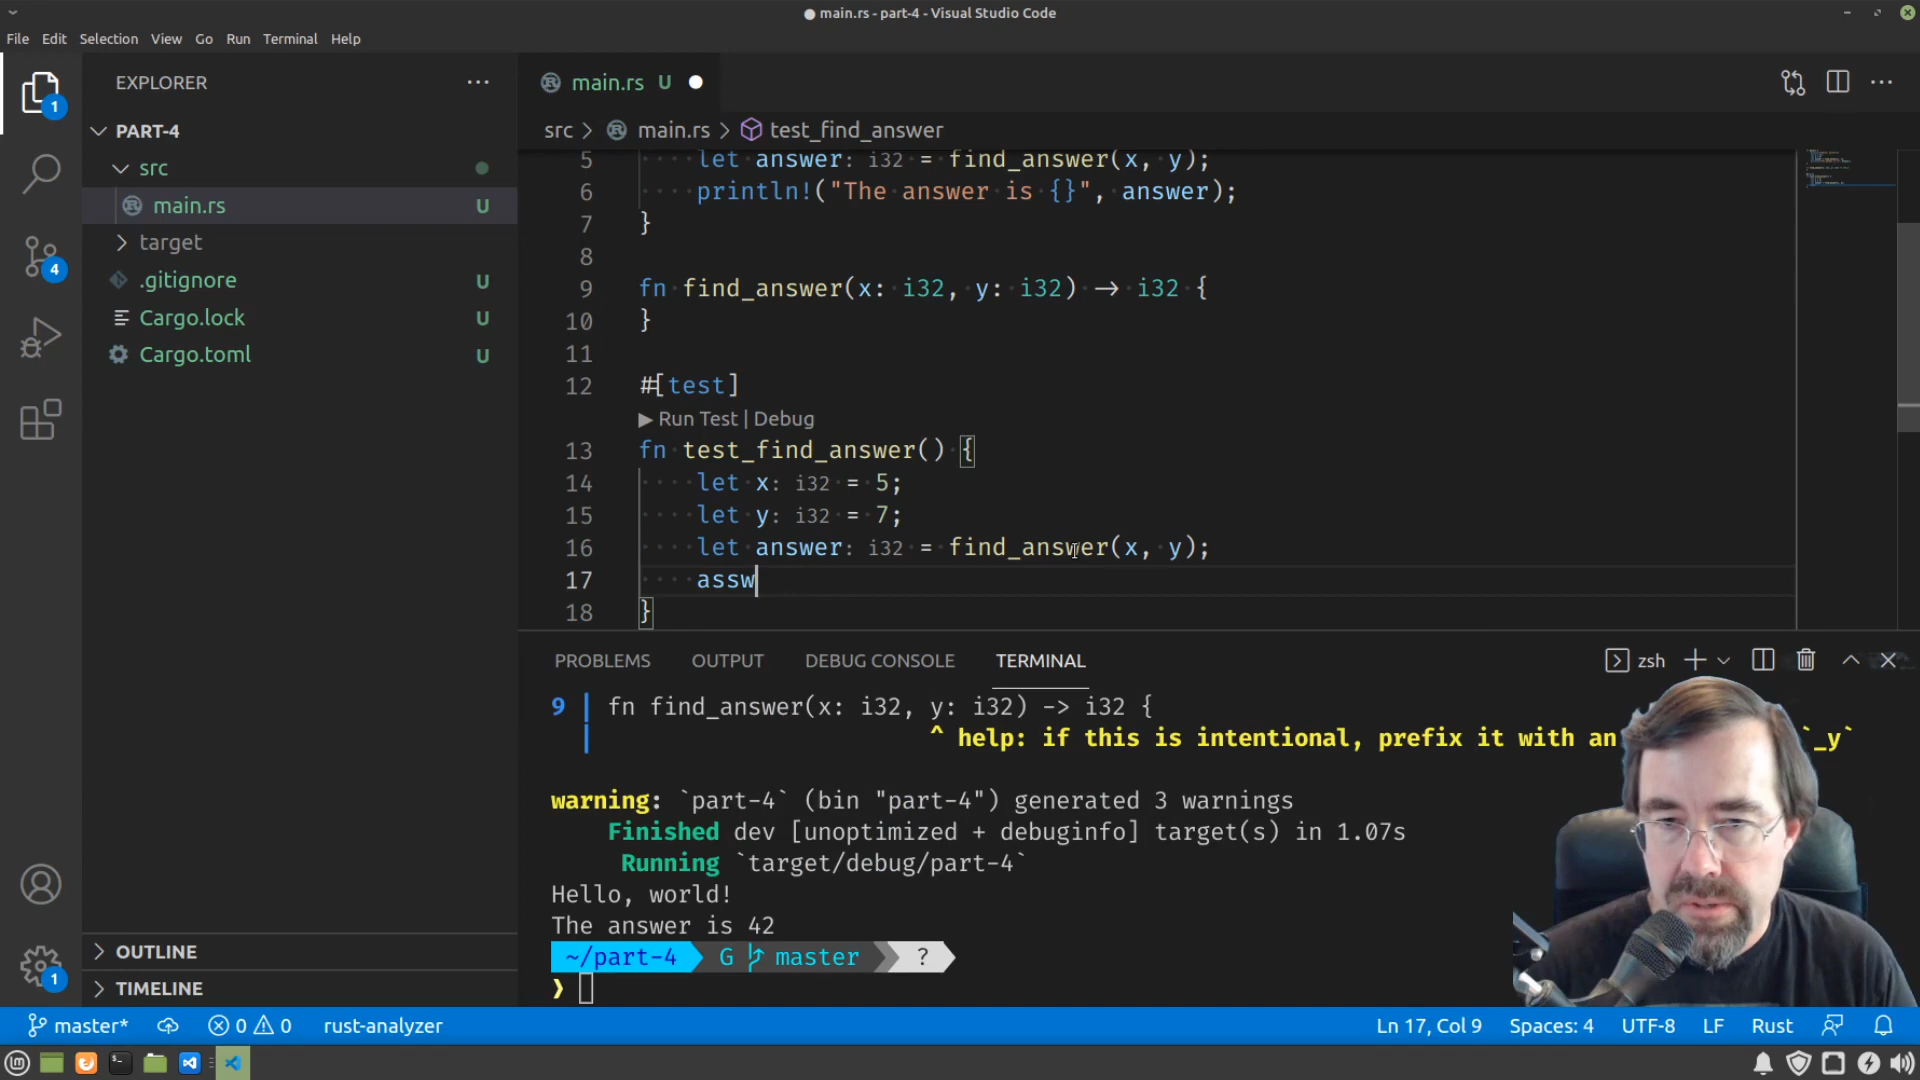 main.rs - part-4 - Visual Studio Code
File Edit Selection View Go Run Terminal Help
EXPLORER
PART-4
src
main.rs U
target
.gitignore U
Cargo.lock U
Cargo.toml U
OUTLINE
TIMELINE
1
4
1
main.rs U
src > main.rs > test_find_answer
5 let answer: i32 = find_answer(x, y);
6 println!("The answer is {}", answer);
7 }
8
9 fn find_answer(x: i32, y: i32) → i32 {
10 }
11
12 #[test]
▶ Run Test | Debug
13 fn test_find_answer() {
14 let x: i32 = 5;
15 let y: i32 = 7;
16 let answer: i32 = find_answer(x, y);
17 assw
18 }
PROBLEMS OUTPUT DEBUG CONSOLE TERMINAL zsh
9 | fn find_answer(x: i32, y: i32) -> i32 {
| ^ help: if this is intentional, prefix it with an `_y`
warning: `part-4` (bin "part-4") generated 3 warnings
Finished dev [unoptimized + debuginfo] target(s) in 1.07s
Running `target/debug/part-4`
Hello, world!
The answer is 42
~/part-4 G master ?
❯
master* 0 0 rust-analyzer Ln 17, Col 9 Spaces: 4 UTF-8 LF Rust